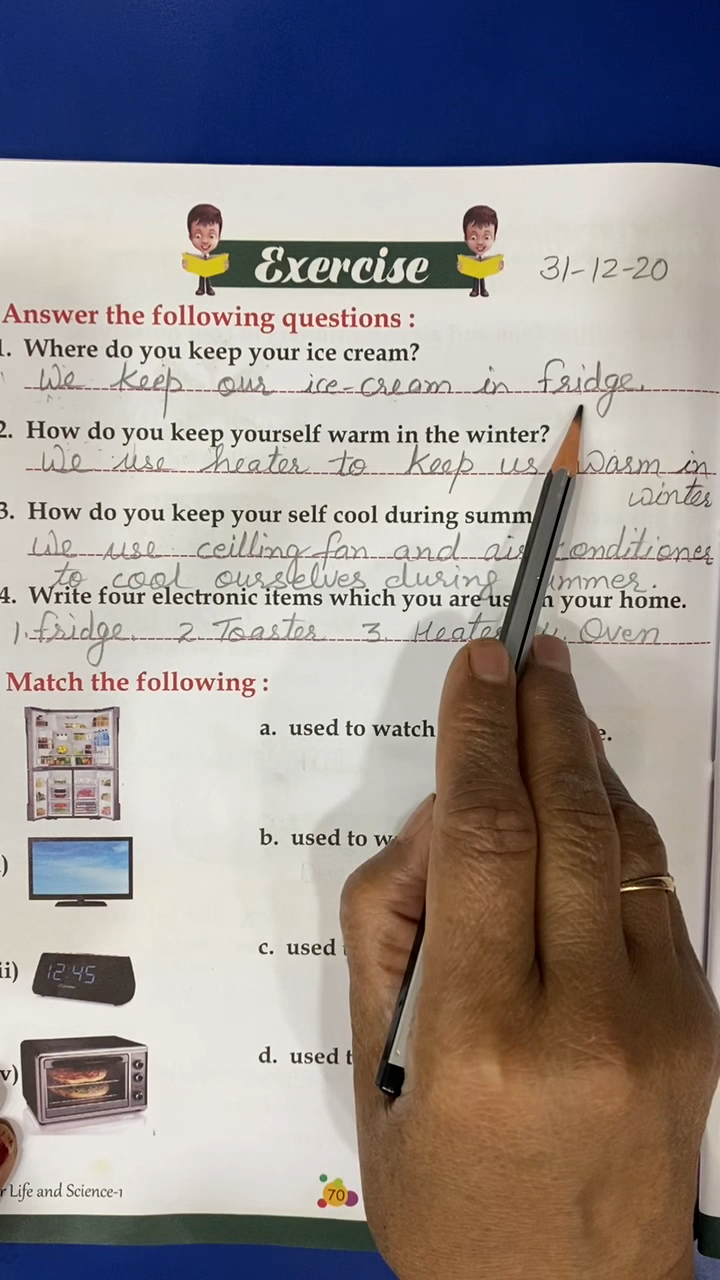 Exercise
31-12-20
Answer the following questions :
1. Where do you keep your ice cream?
We keep our ice-cream in fridge.
2. How do you keep yourself warm in the winter?
We use heater to keep us warm in
winter
3. How do you keep your self cool during
We use ceilling fan and air conditioner
to cool ourselves during summer.
4. Write four electronic items which you are in your home.
1. fridge. 2. Toaster 3. Heater 4. Oven
Match the following :
a. used to watch
b. used to
ii)
12:45
c. used
v)
d. used
Life and Science-1
70